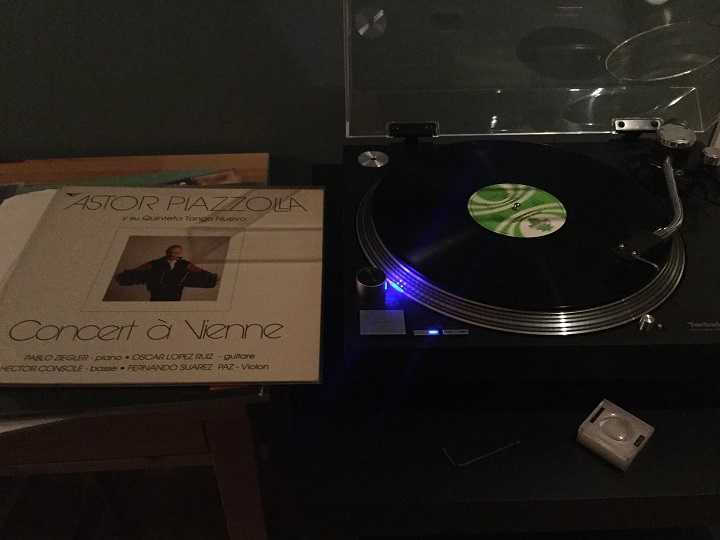 ASTOR PIAZZOLLA
y su Quinteto Tango Nuevo
Concert à Vienne
PABLO ZIEGLER - piano • OSCAR LOPEZ RUIZ - guitare
HECTOR CONSOLE - basse • FERNANDO SUAREZ PAZ - Violon
Technics